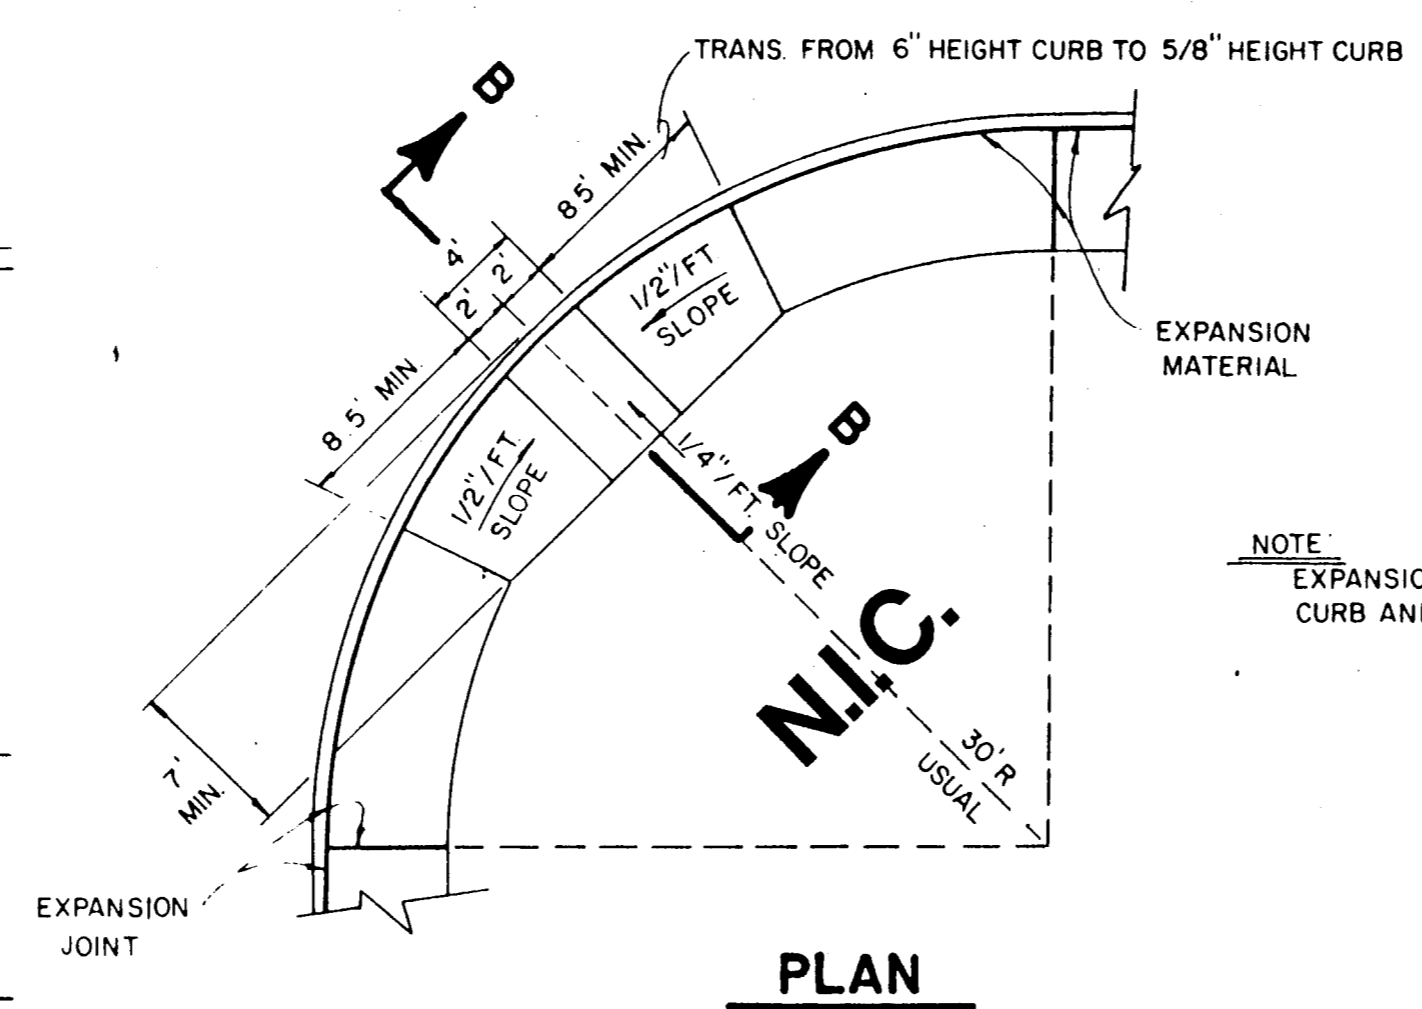 TRANS. FROM 6" HEIGHT CURB TO 5/8" HEIGHT CURB
B
8.5' MIN.
4'
2'
2'
8.5' MIN.
1/2"/FT
SLOPE
1/2"/FT.
SLOPE
1/4"/FT. SLOPE
B
EXPANSION
MATERIAL
NOTE:
CURB
N.I.C.
30'R
USUAL
7'
MIN.
EXPANSION
JOINT
PLAN